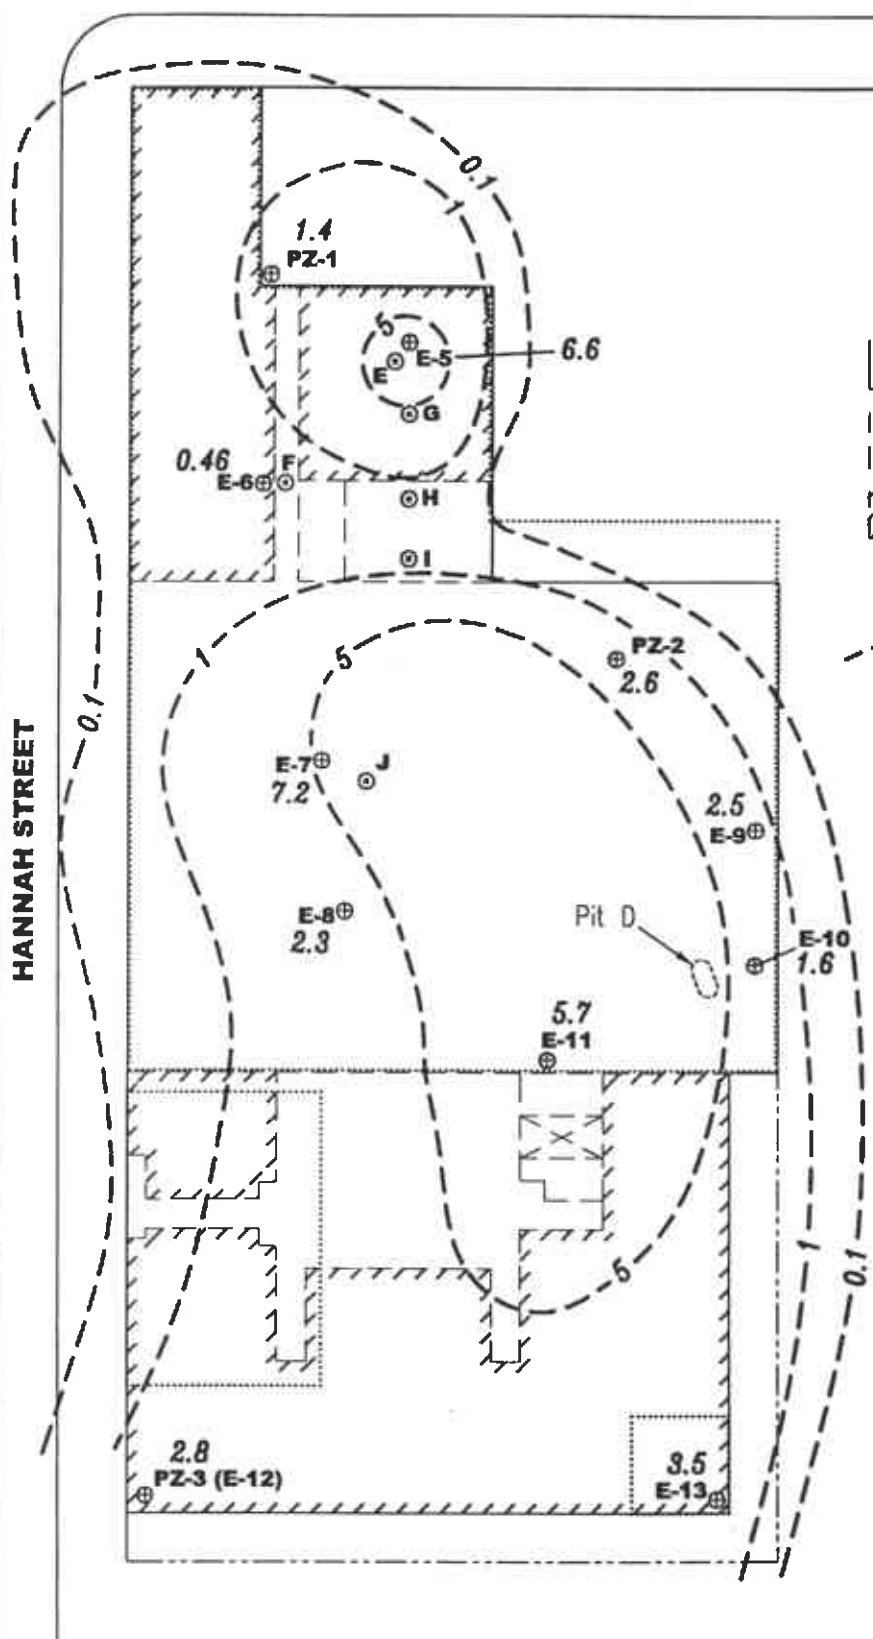 0.1
1
1.4
PZ-1
5
E-5
6.6
E
G
0.46
F
E-6
H
I
1
5
PZ-2
2.6
0.1
HANNAH STREET
E-7
J
7.2
2.5
E-9
E-8
2.3
Pit D
E-10
1.6
5.7
E-11
1
0.1
5
2.8
PZ-3 (E-12)
3.5
E-13